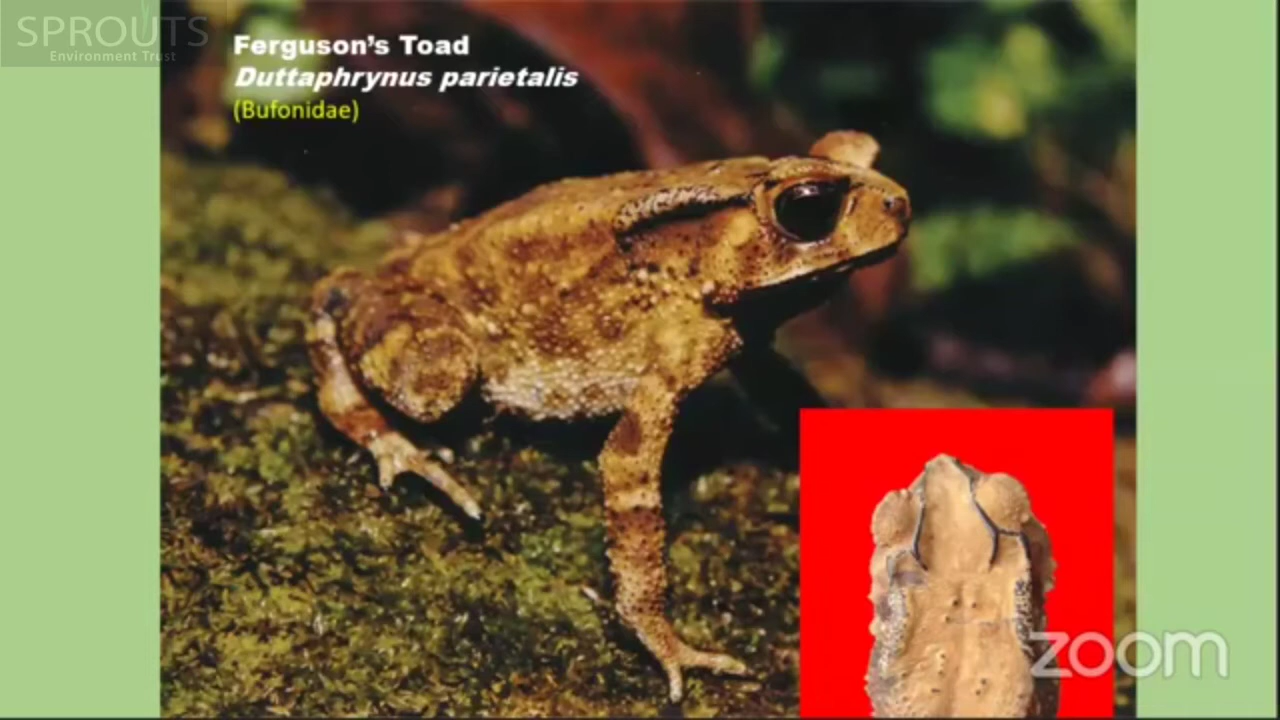 SPROUTS
Environment Trust
Ferguson's Toad
Duttaphrynus parietalis
(Bufonidae)
zoom